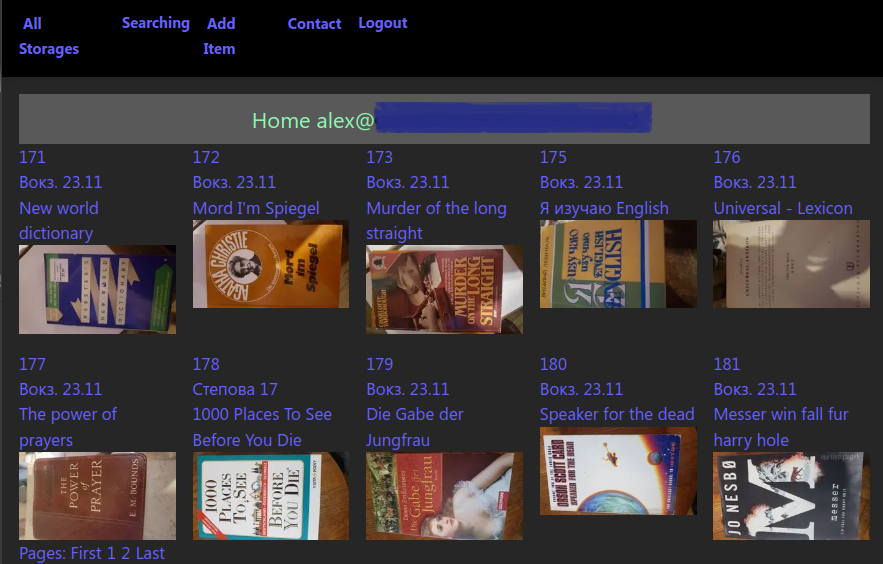 All
Storages
Searching
Add
Item
Contact
Logout
Home alex@
171
Вокз. 23.11
New world
dictionary
WEBSTER'S
NEW WORLD
DICTIONARY
172
Вокз. 23.11
Mord I'm Spiegel
AGATHA CHRISTIE
Mord
im
Spiegel
173
Вокз. 23.11
Murder of the long
straight
MURDER
ON THE LONG
STRAIGHT
175
Вокз. 23.11
Я изучаю English
Я изучаю
ENGLISH
176
Вокз. 23.11
Universal - Lexicon
177
Вокз. 23.11
The power of
prayers
THE
POWER
of
PRAYER
E. M. BOUNDS
178
Степова 17
1000 Places To See
Before You Die
1000
PLACES
TO SEE
BEFORE
YOU DIE
179
Вокз. 23.11
Die Gabe der
Jungfrau
Die Gabe der
Jungfrau
180
Вокз. 23.11
Speaker for the dead
ORSON SCOTT CARD
SPEAKER FOR THE DEAD
181
Вокз. 23.11
Messer win fall fur
harry hole
JO NESBØ
M
messer
Pages: First 1 2 Last